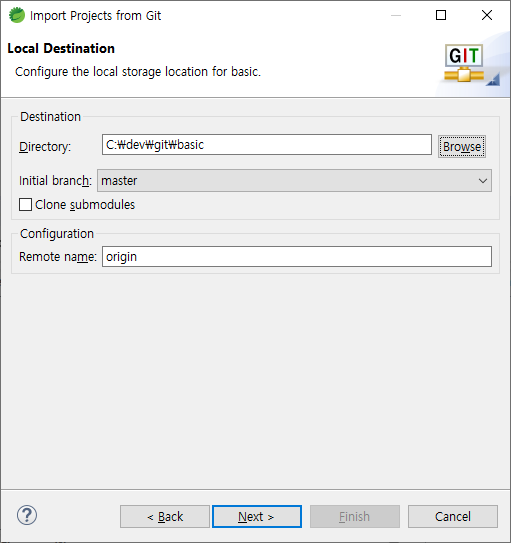 Import Projects from Git
Local Destination
Configure the local storage location for basic.
GIT
Destination
Directory:
C:₩dev₩git₩basic
Browse
Initial branch:
master
Clone submodules
Configuration
Remote name:
origin
?
< Back
Next >
Finish
Cancel